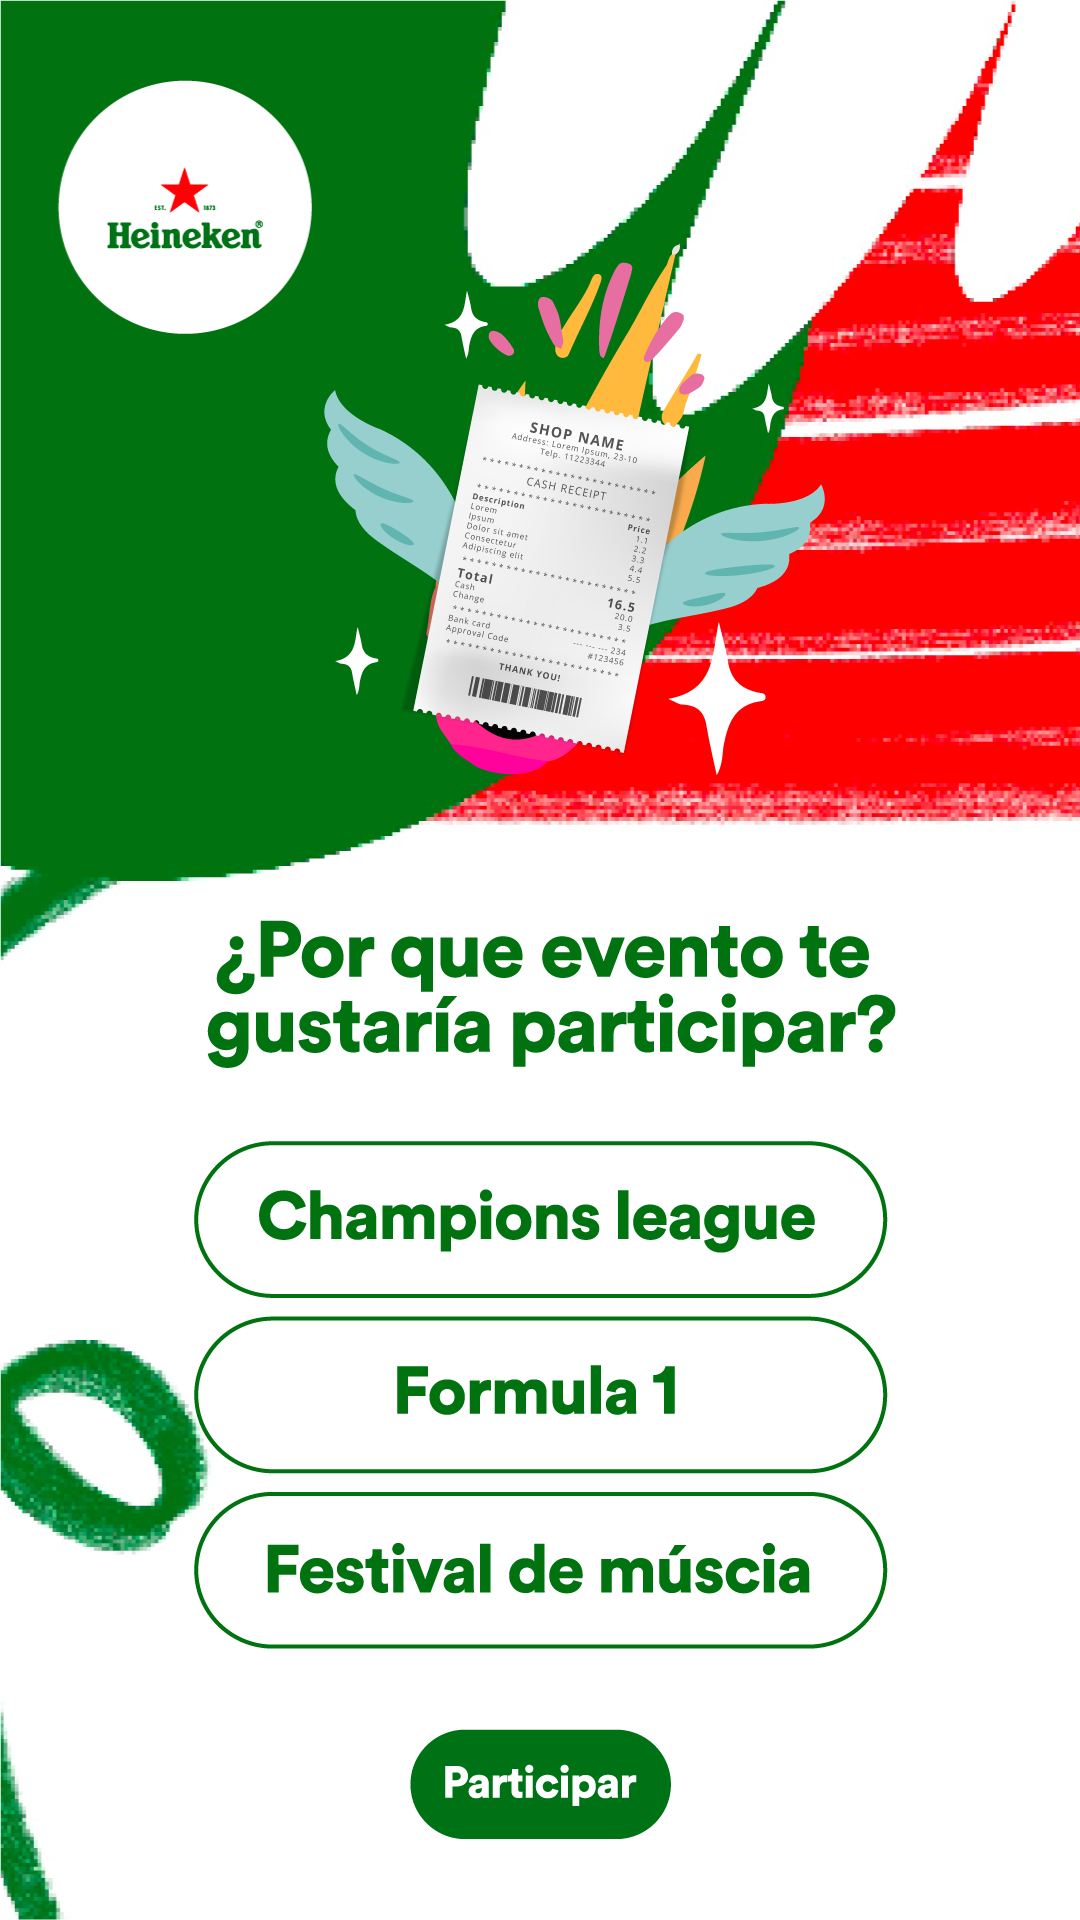 EST. 1873
Heineken®
SHOP NAME
Address: Lorem Ipsum, 23-10
Telp. 11223344
************************
CASH RECEIPT
************************
Description Price
Lorem 1.1
Ipsum 2.2
Dolor sit amet 3.3
Consectetur 4.4
Adipiscing elit 5.5
************************
Total 16.5
Cash 20.0
Change 3.5
************************
Bank card --- --- --- 234
Approval Code #123456
************************
THANK YOU!
¿Por que evento te
gustaría participar?
Champions league
Formula 1
Festival de múscia
Participar